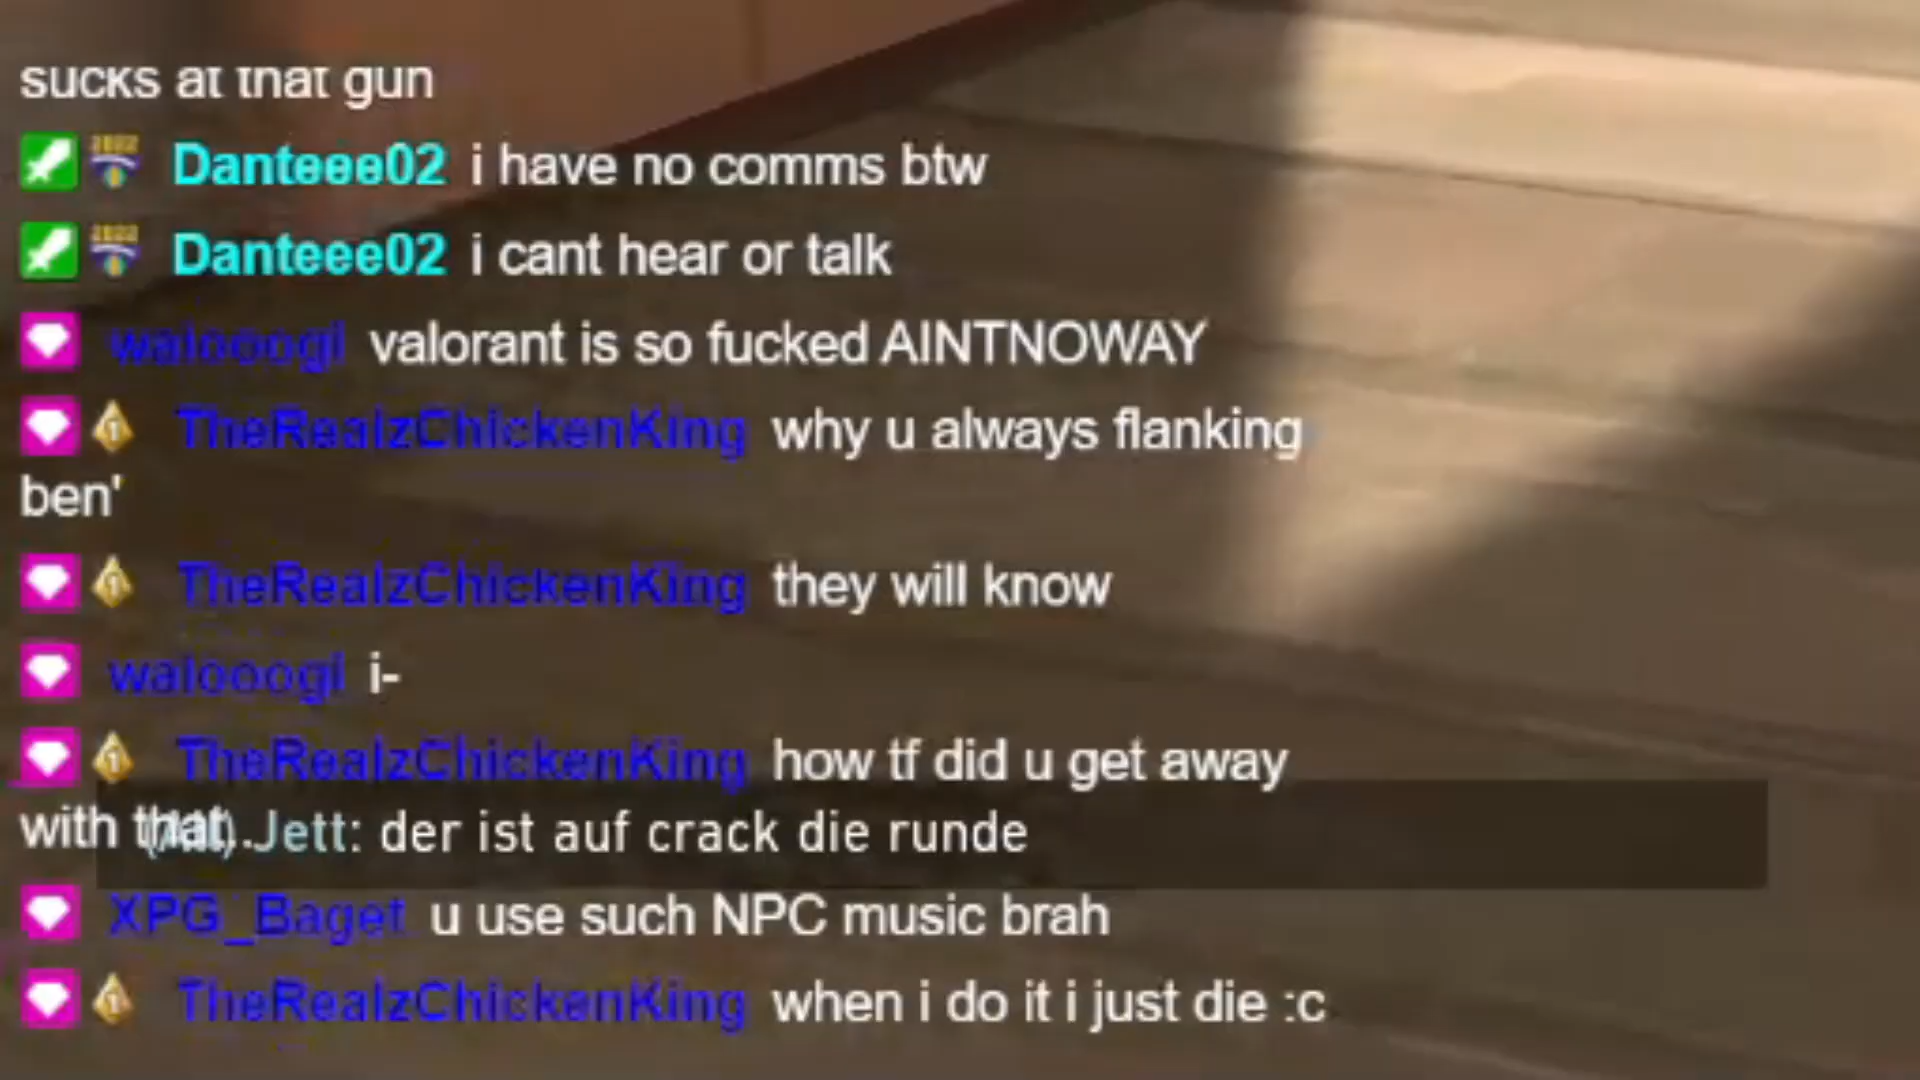 sucks at that gun
Danteee02 i have no comms btw
Danteee02 i cant hear or talk
walooogl valorant is so fucked AINTNOWAY
TheRealzChickenKing why u always flanking
ben'
TheRealzChickenKing they will know
walooogl i-
TheRealzChickenKing how tf did u get away
with that..
(All) Jett: der ist auf crack die runde
XPG_Baget u use such NPC music brah
TheRealzChickenKing when i do it i just die :c